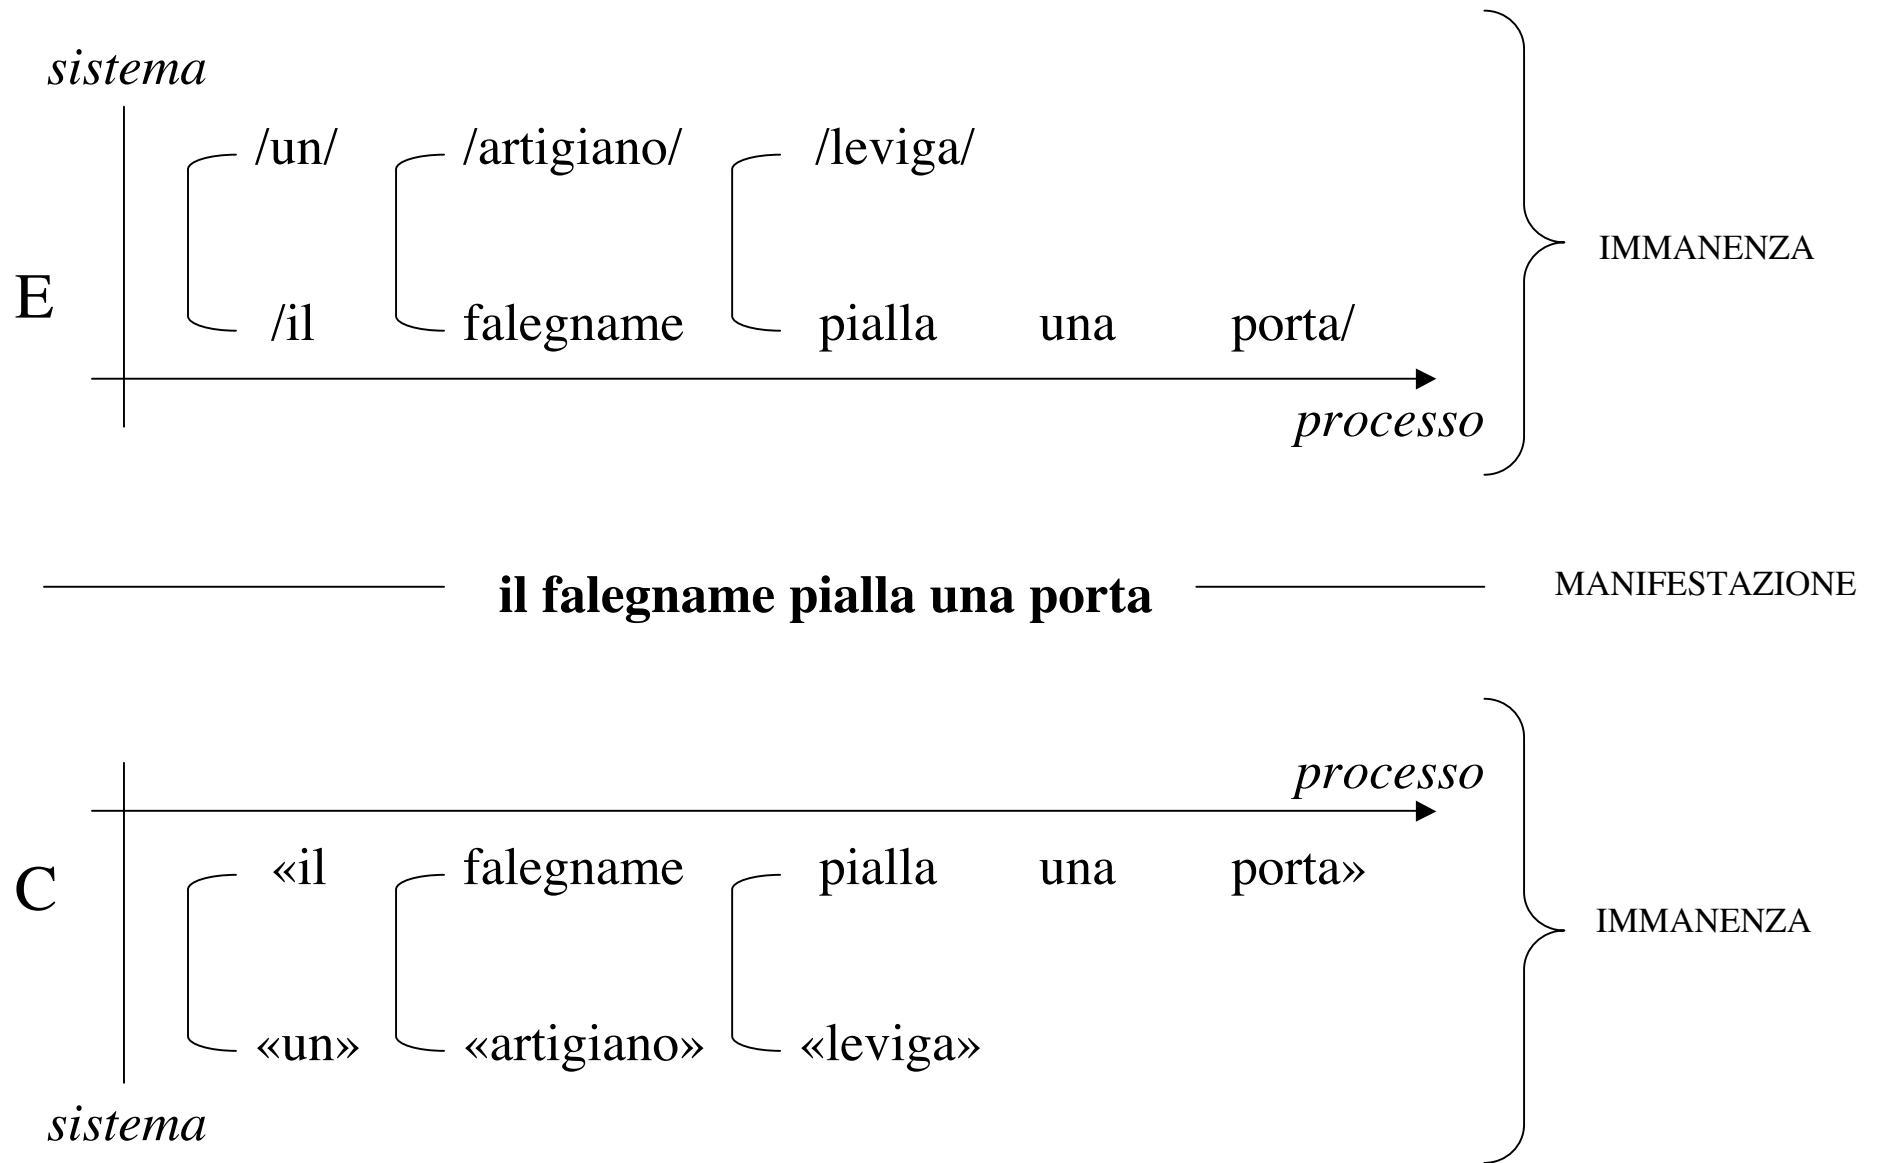 sistema
/un/ /artigiano/ /leviga/
IMMANENZA
E
/il falegname pialla una porta/
processo
il falegname pialla una porta MANIFESTAZIONE
processo
«il falegname pialla una porta»
C
IMMANENZA
«un» «artigiano» «leviga»
sistema